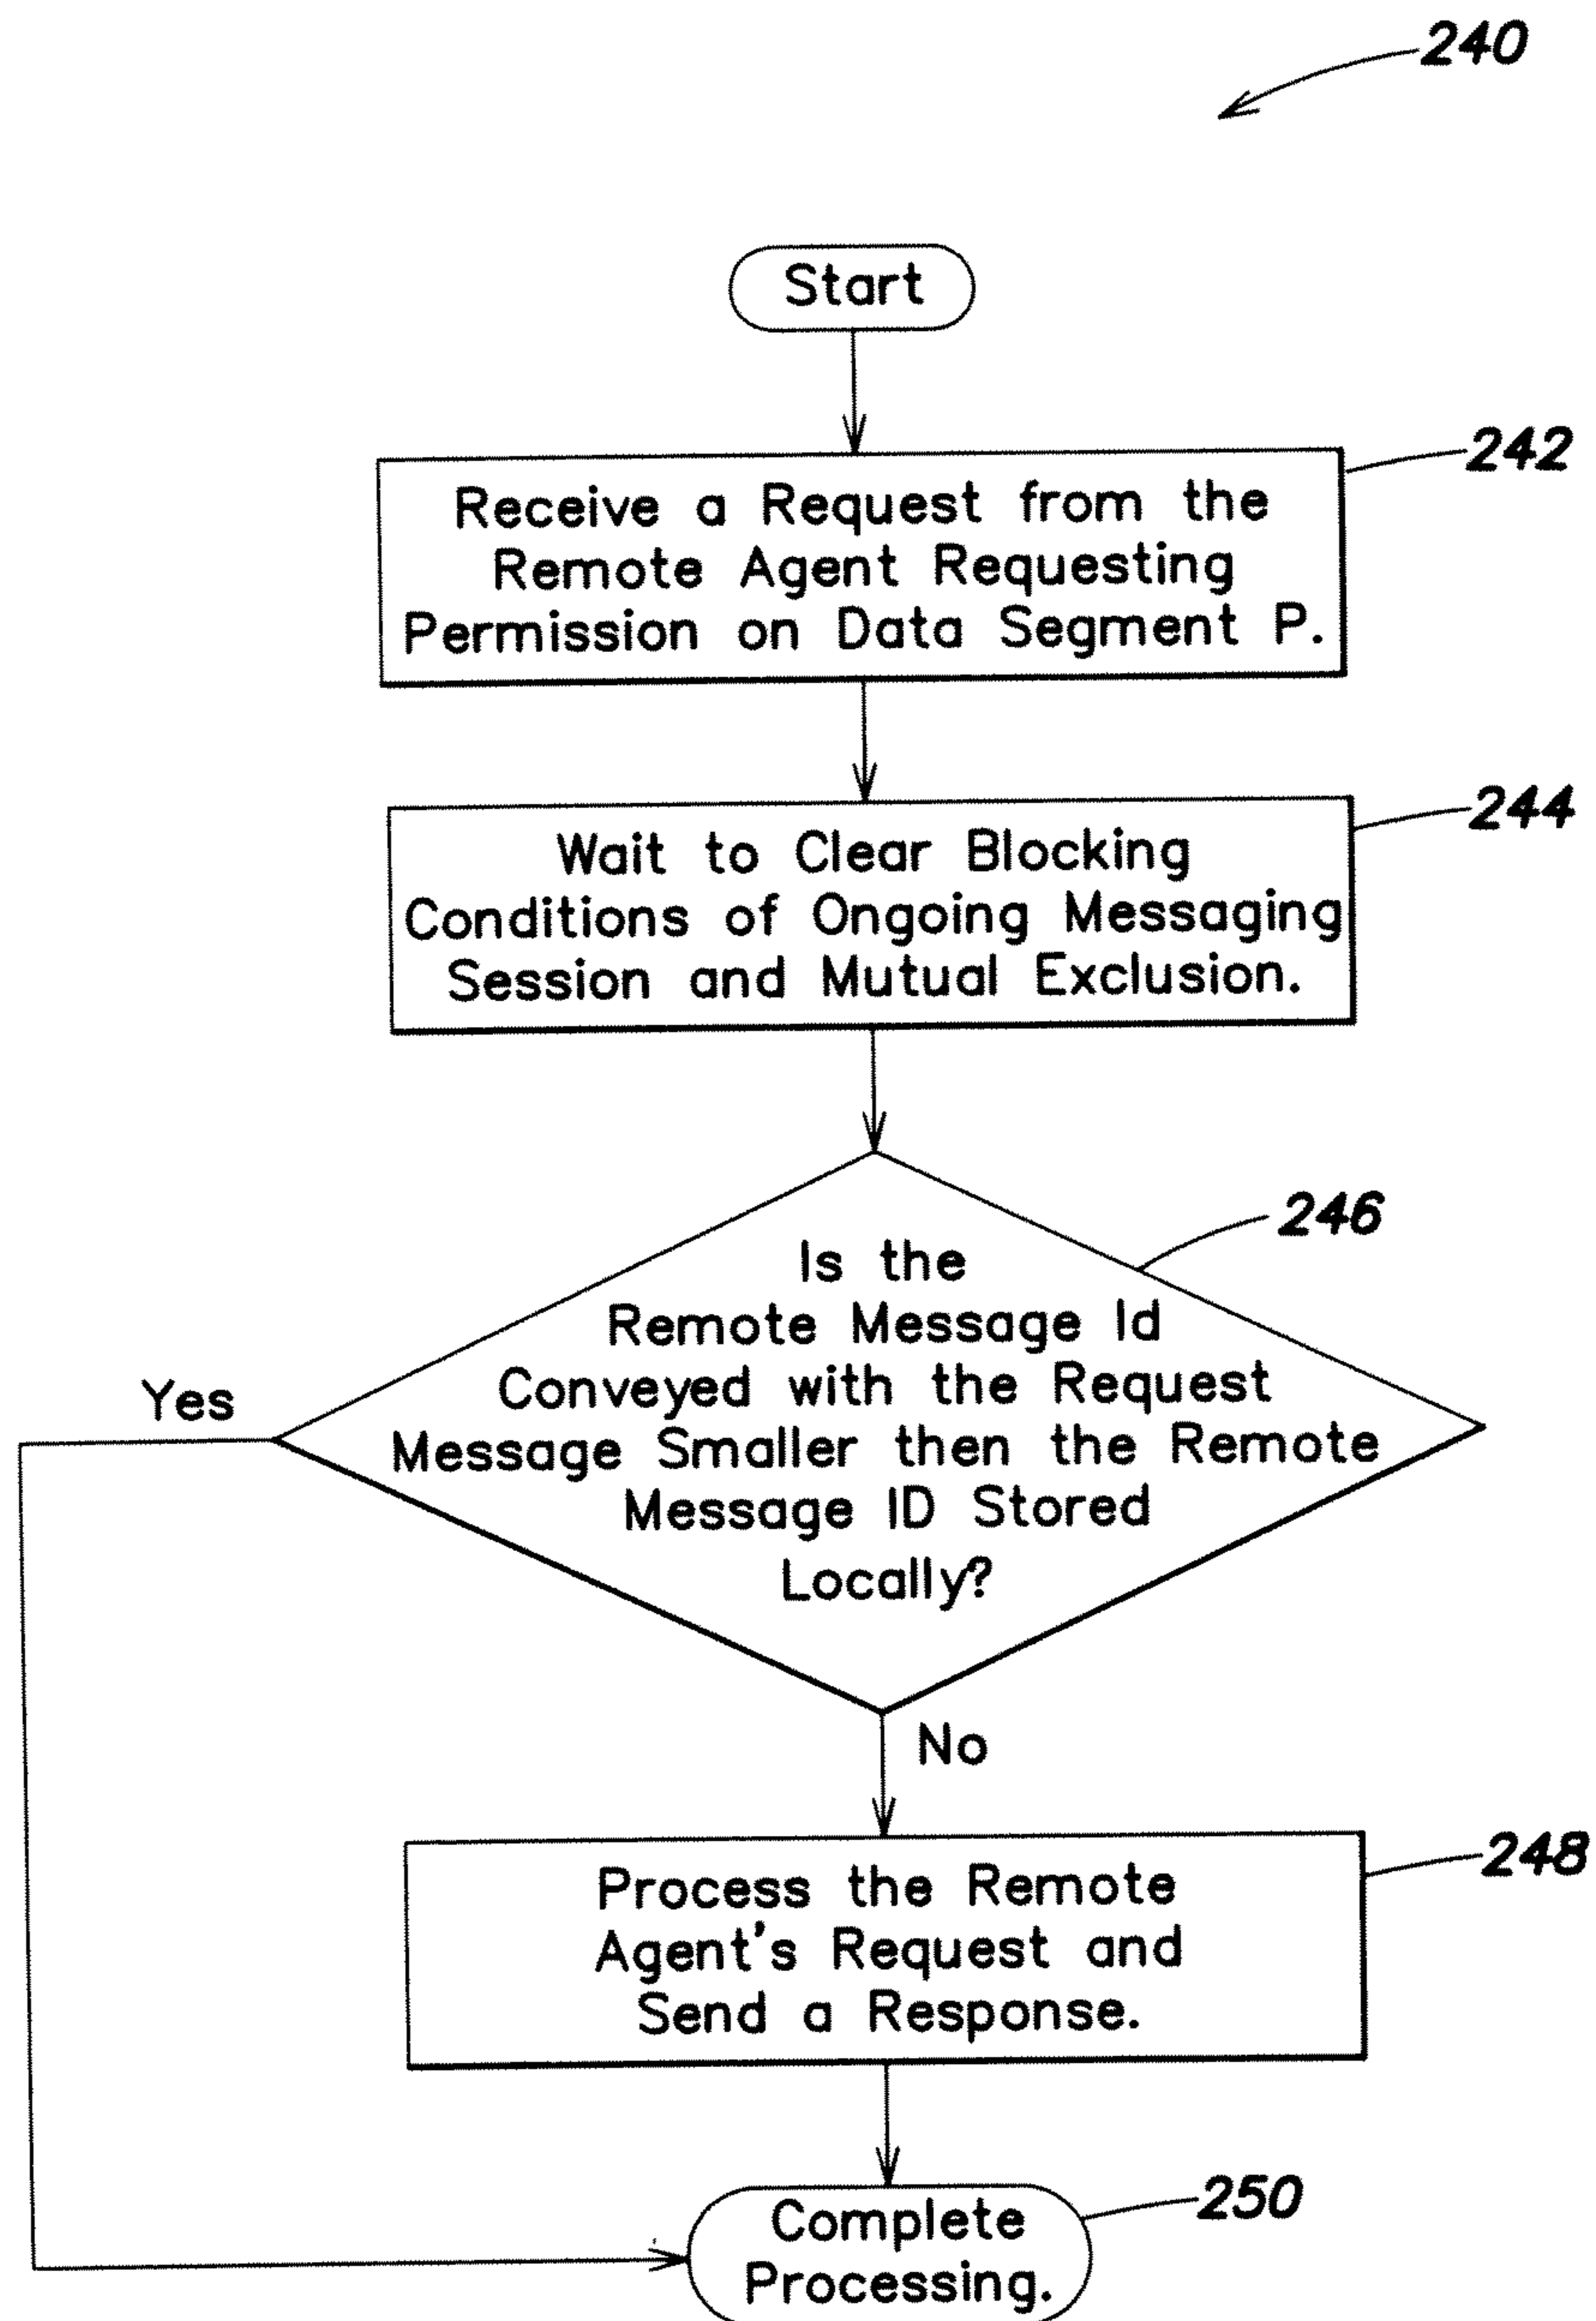 240
Start
242
Receive a Request from the
Remote Agent Requesting
Permission on Data Segment P.
244
Wait to Clear Blocking
Conditions of Ongoing Messaging
Session and Mutual Exclusion.
246
Is the
Remote Message Id
Conveyed with the Request
Message Smaller then the Remote
Message ID Stored
Locally?
Yes
No
248
Process the Remote
Agent's Request and
Send a Response.
250
Complete
Processing.